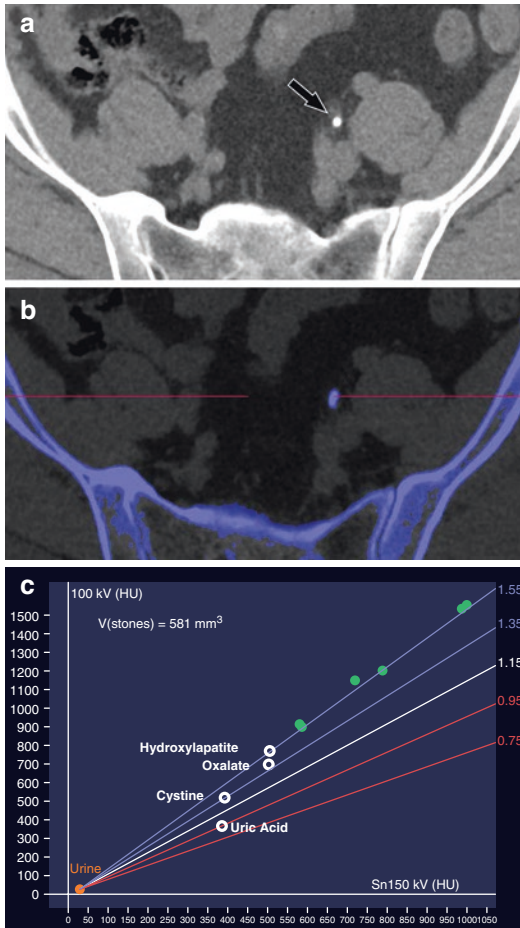 a
b
c
100 kV (HU)
V(stones) = 581 mm³
1.55
1.35
1.15
0.95
0.75
1500
1400
1300
1200
1100
1000
900
800
700
600
500
400
300
200
100
0
Hydroxylapatite
Oxalate
Cystine
Uric Acid
Urine
Sn150 kV (HU)
0 50 100 150 200 250 300 350 400 450 500 550 600 650 700 750 800 850 900 950 1000 1050